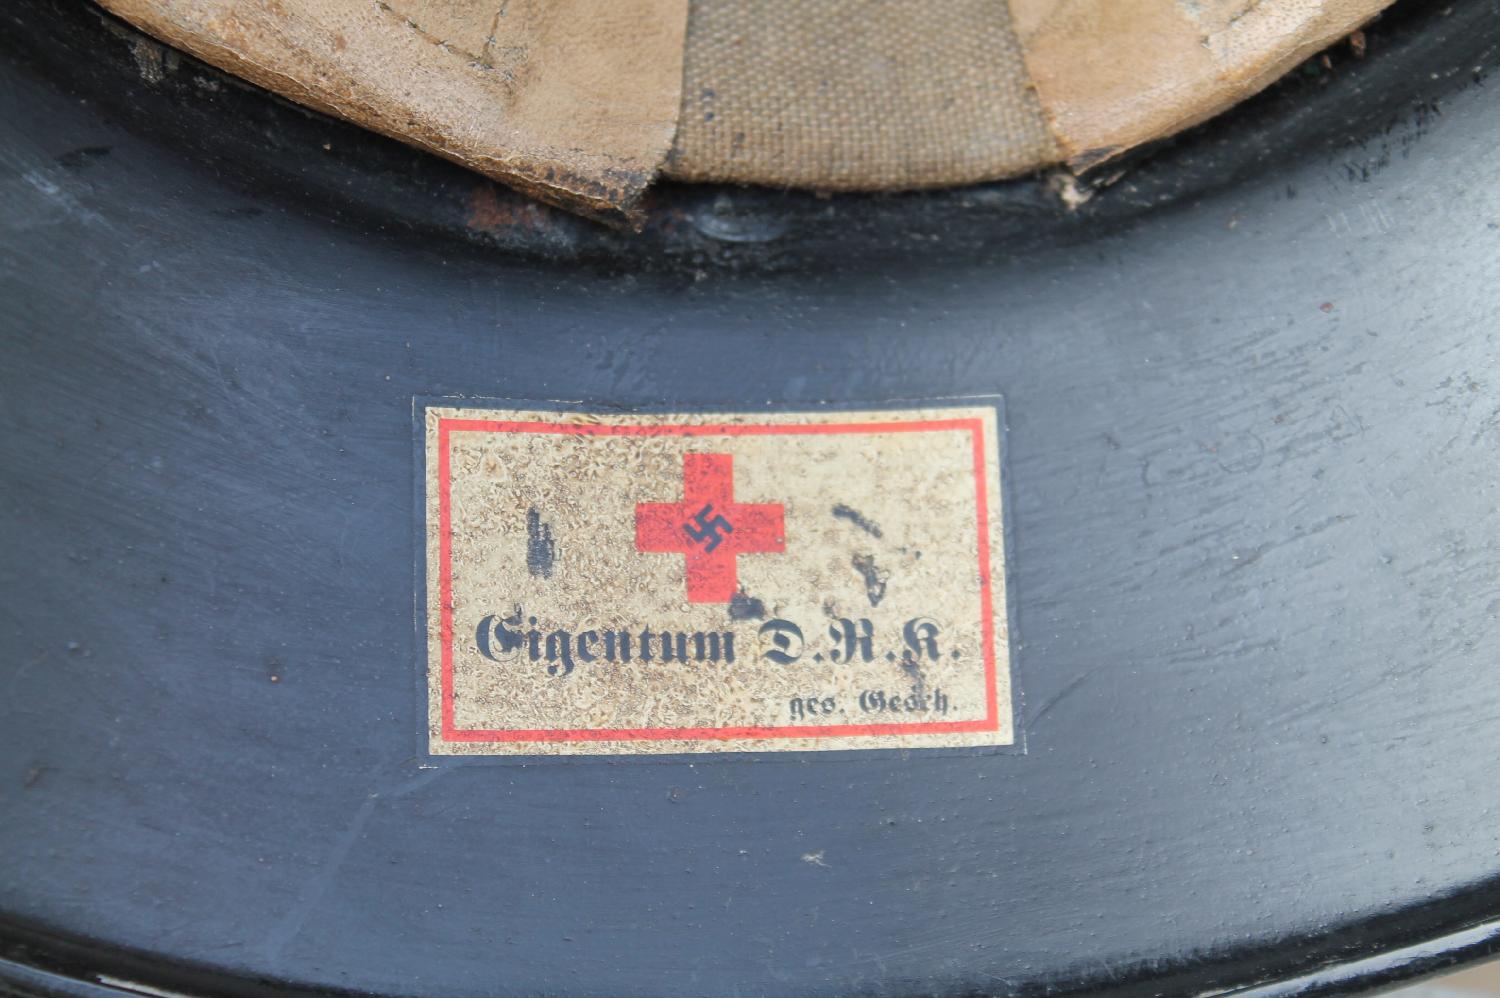 Eigentum D.R.K.
ges. Gesch.